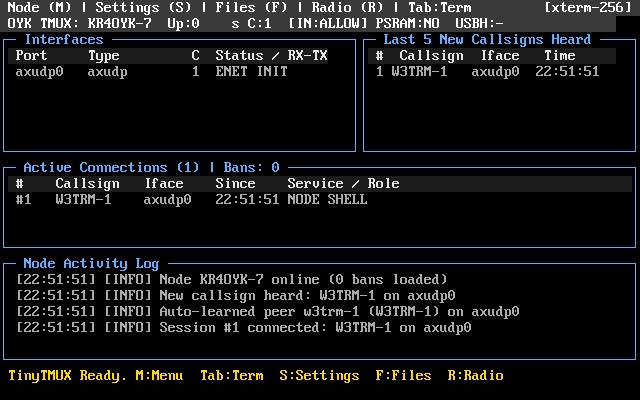 Node (M) | Settings (S) | Files (F) | Radio (R) | Tab:Term [xterm-256]
OYK TMUX: KR4OYK-7 Up:0 s C:1 [IN:ALLOW] PSRAM:NO USBH:-
Interfaces
Port Type C Status / RX-TX
axudp0 axudp 1 ENET INIT
Last 5 New Callsigns Heard
# Callsign Iface Time
1 W3TRM-1 axudp0 22:51:51
Active Connections (1) | Bans: 0
# Callsign Iface Since Service / Role
#1 W3TRM-1 axudp0 22:51:51 NODE SHELL
Node Activity Log
[22:51:51] [INFO] Node KR4OYK-7 online (0 bans loaded)
[22:51:51] [INFO] New callsign heard: W3TRM-1 on axudp0
[22:51:51] [INFO] Auto-learned peer w3trm-1 (W3TRM-1) on axudp0
[22:51:51] [INFO] Session #1 connected: W3TRM-1 on axudp0
TinyTMUX Ready. M:Menu Tab:Term S:Settings F:Files R:Radio